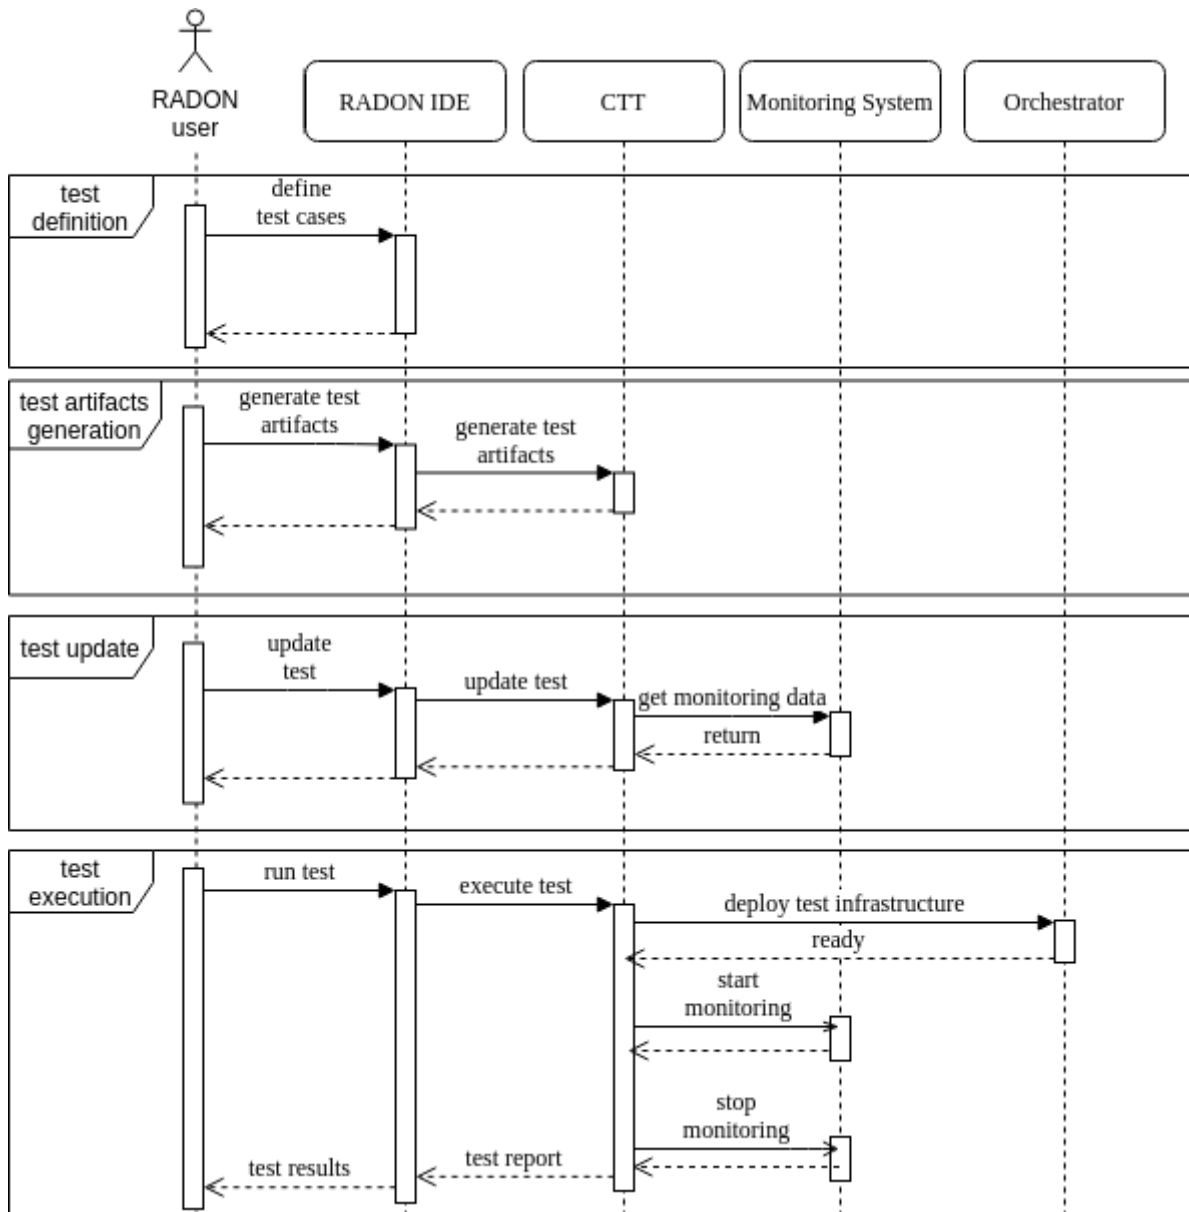 RADON
user
RADON IDE
CTT
Monitoring System
Orchestrator
test
definition
define
test cases
test artifacts
generation
generate test
artifacts
generate test
artifacts
test update
update
test
update test
get monitoring data
return
test
execution
run test
execute test
deploy test infrastructure
ready
start
monitoring
stop
monitoring
test report
test results